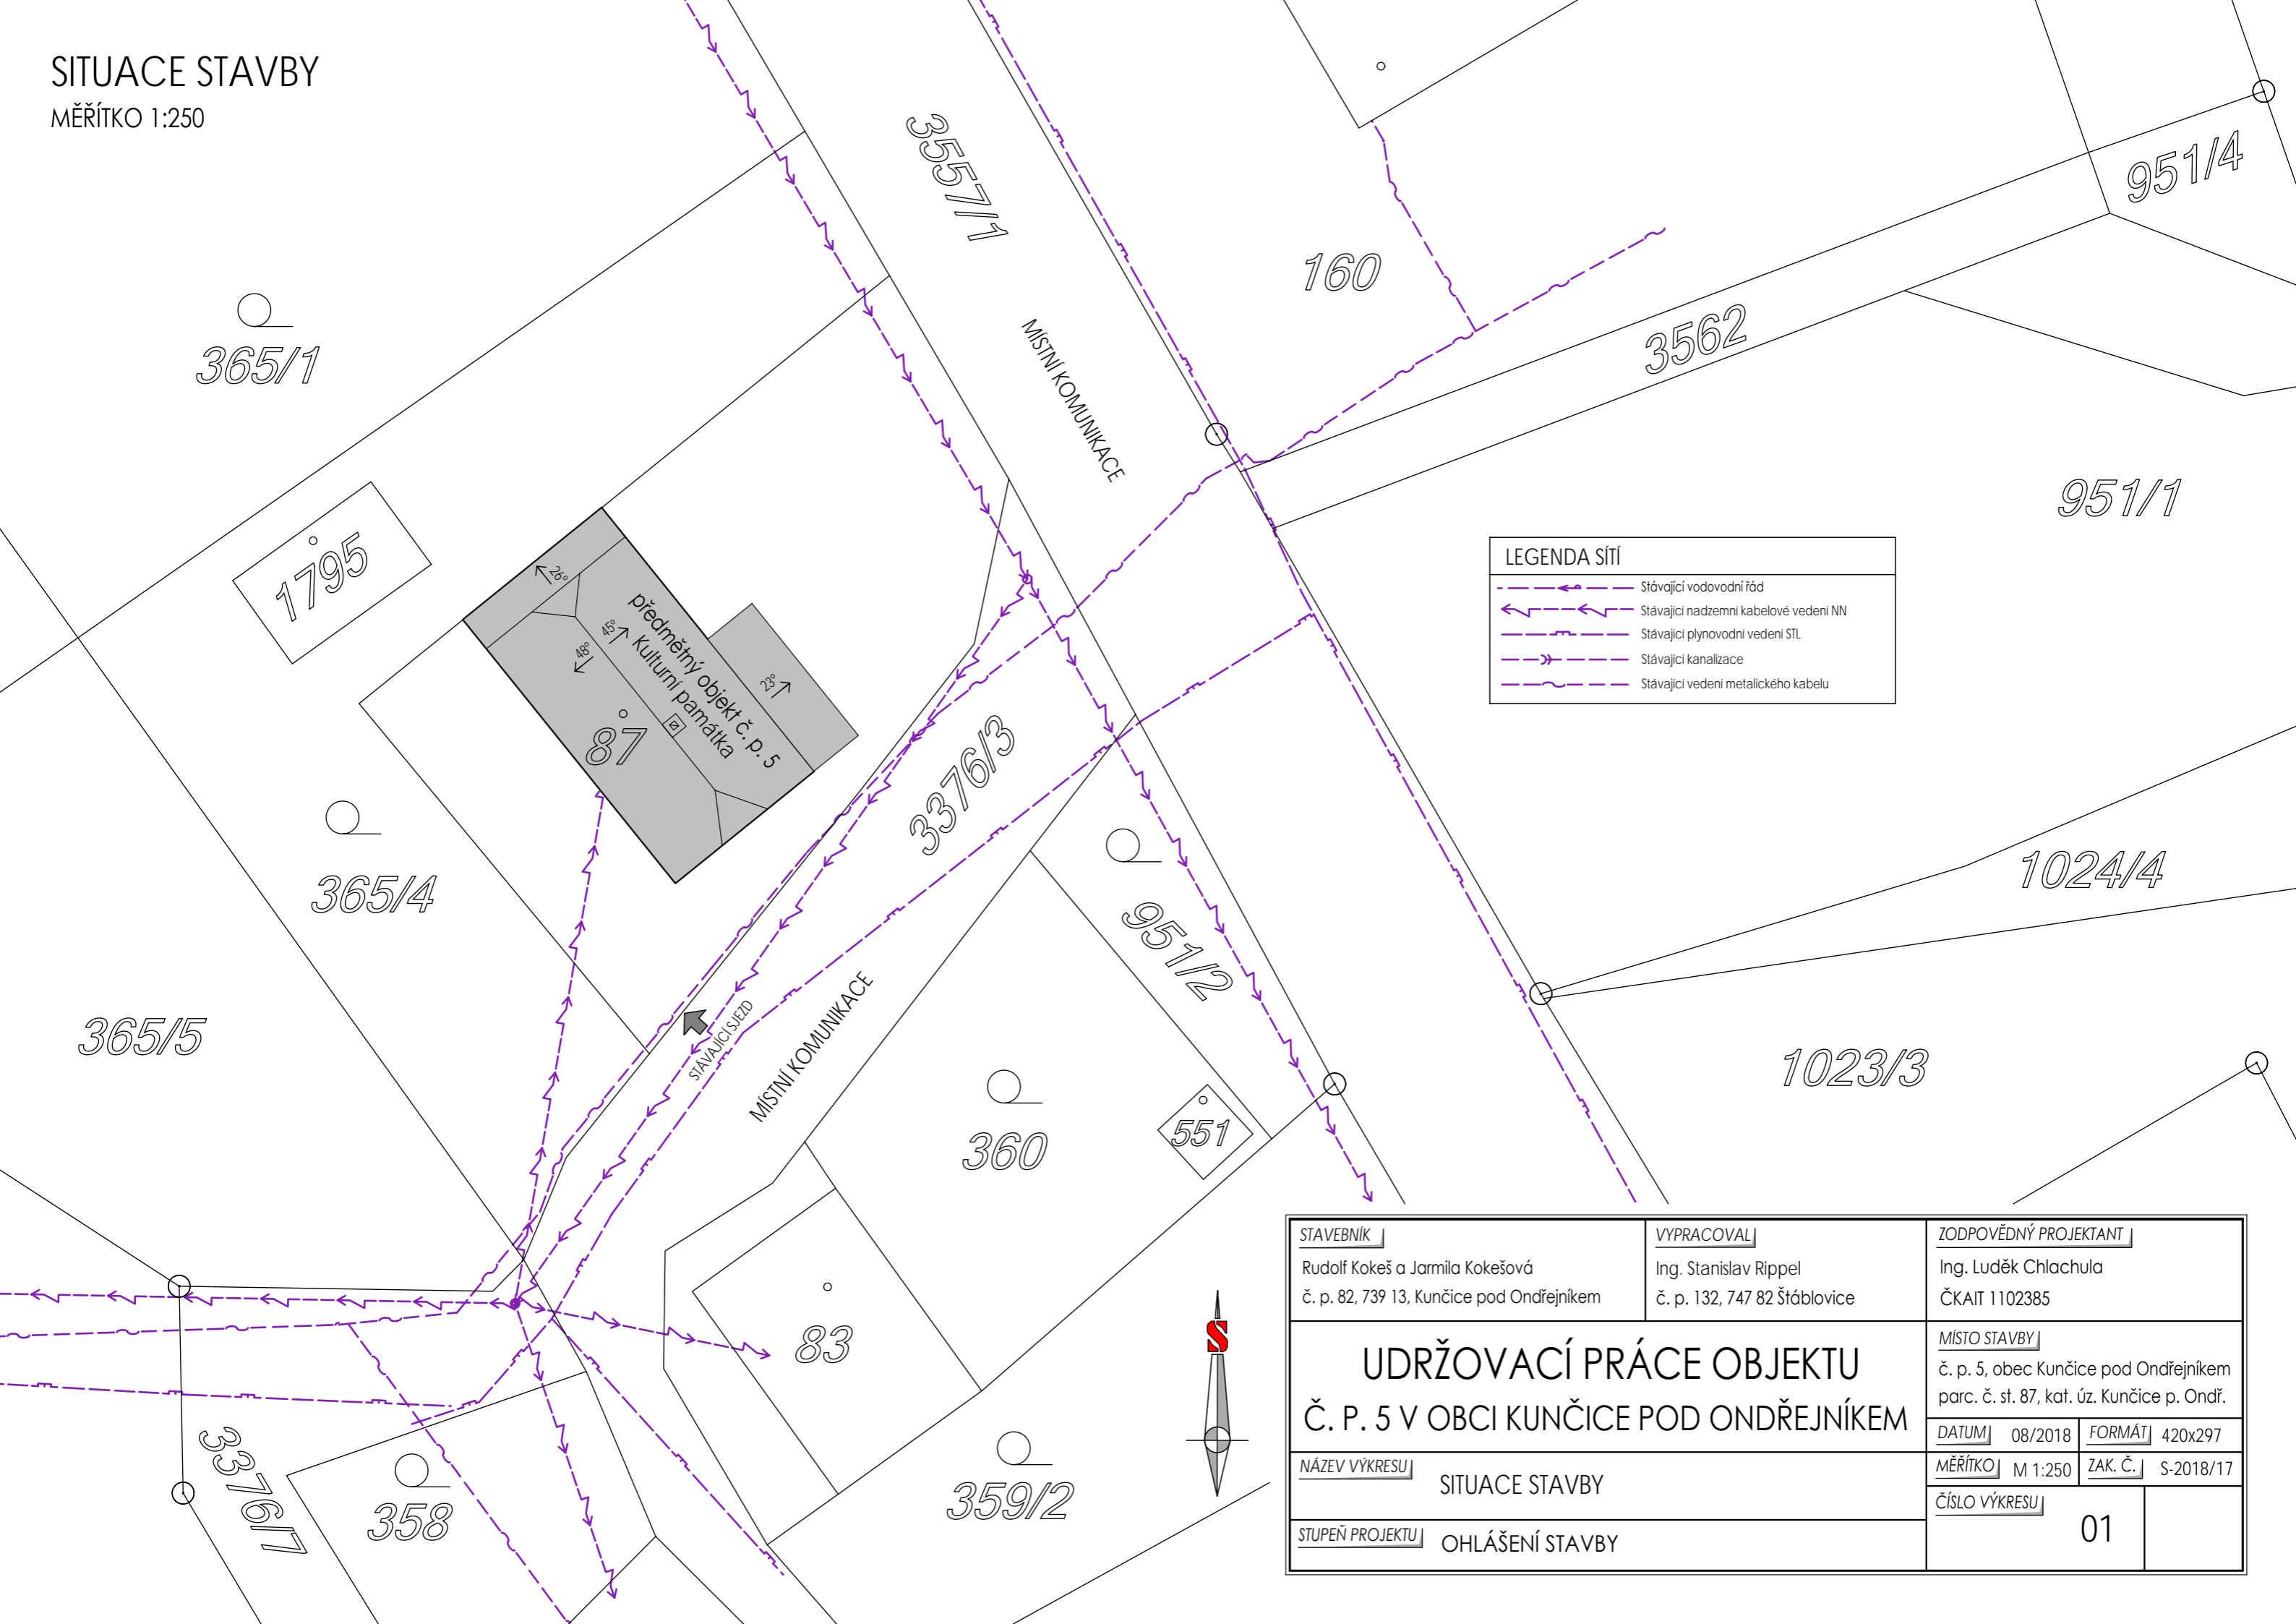 SITUACE STAVBY
MĚŘÍTKO 1:250
3557/1
951/4
160
3562
365/1
MÍSTNÍ KOMUNIKACE
951/1
1795
LEGENDA SÍTÍ
Stávající vodovodní řád
Stávající nadzemní kabelové vedení NN
Stávající plynovodní vedení STL
Stávající kanalizace
Stávající vedení metalického kabelu
26°
45°
48°
23°
předmětný objekt č. p. 5
Kulturní památka
87
3376/3
365/4
1024/4
951/2
365/5
STÁVAJÍCÍ SJEZD
MÍSTNÍ KOMUNIKACE
1023/3
360
551
83
3376/7
358
359/2
S
STAVEBNÍK
Rudolf Kokeš a Jarmila Kokešová
č. p. 82, 739 13, Kunčice pod Ondřejníkem
VYPRACOVAL
Ing. Stanislav Rippel
č. p. 132, 747 82 Štáblovice
ZODPOVĚDNÝ PROJEKTANT
Ing. Luděk Chlachula
ČKAIT 1102385
UDRŽOVACÍ PRÁCE OBJEKTU
Č. P. 5 V OBCI KUNČICE POD ONDŘEJNÍKEM
MÍSTO STAVBY
č. p. 5, obec Kunčice pod Ondřejníkem
parc. č. st. 87, kat. úz. Kunčice p. Ondř.
DATUM 08/2018 FORMÁT 420x297
MĚŘÍTKO M 1:250 ZAK. Č. S-2018/17
NÁZEV VÝKRESU SITUACE STAVBY
ČÍSLO VÝKRESU
01
STUPEŇ PROJEKTU OHLÁŠENÍ STAVBY